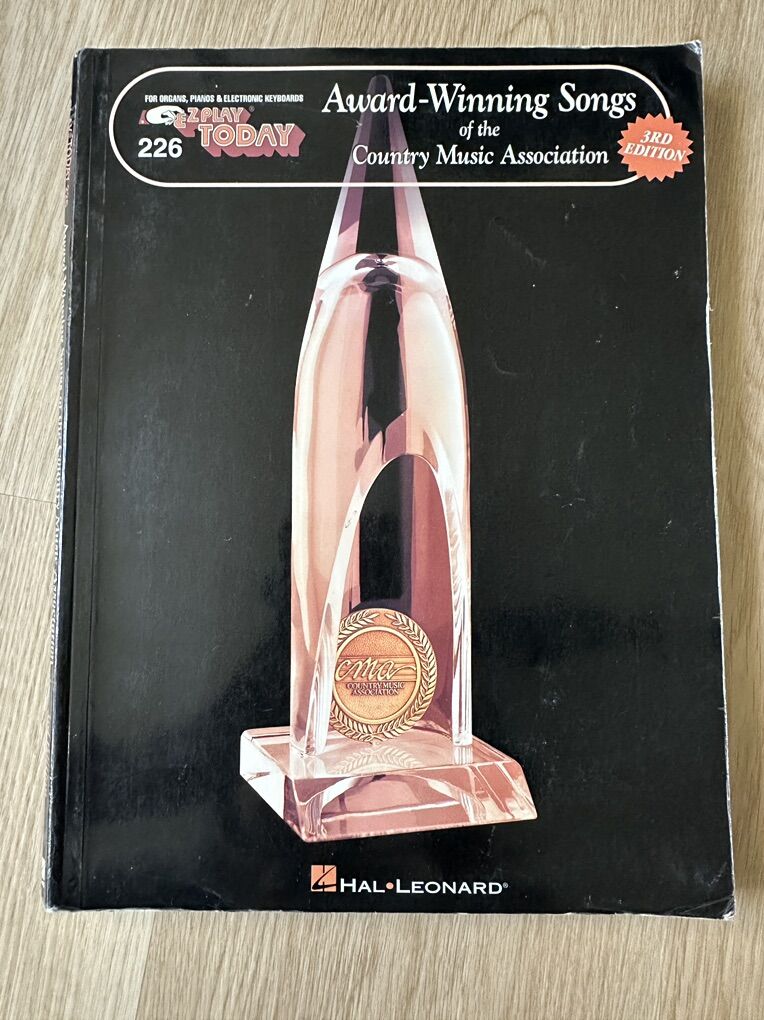 FOR ORGANS, PIANOS & ELECTRONIC KEYBOARDS
E-Z PLAY®
TODAY
226
Award-Winning Songs
of the
Country Music Association
3RD
EDITION
cma
COUNTRY MUSIC
ASSOCIATION
HAL•LEONARD®